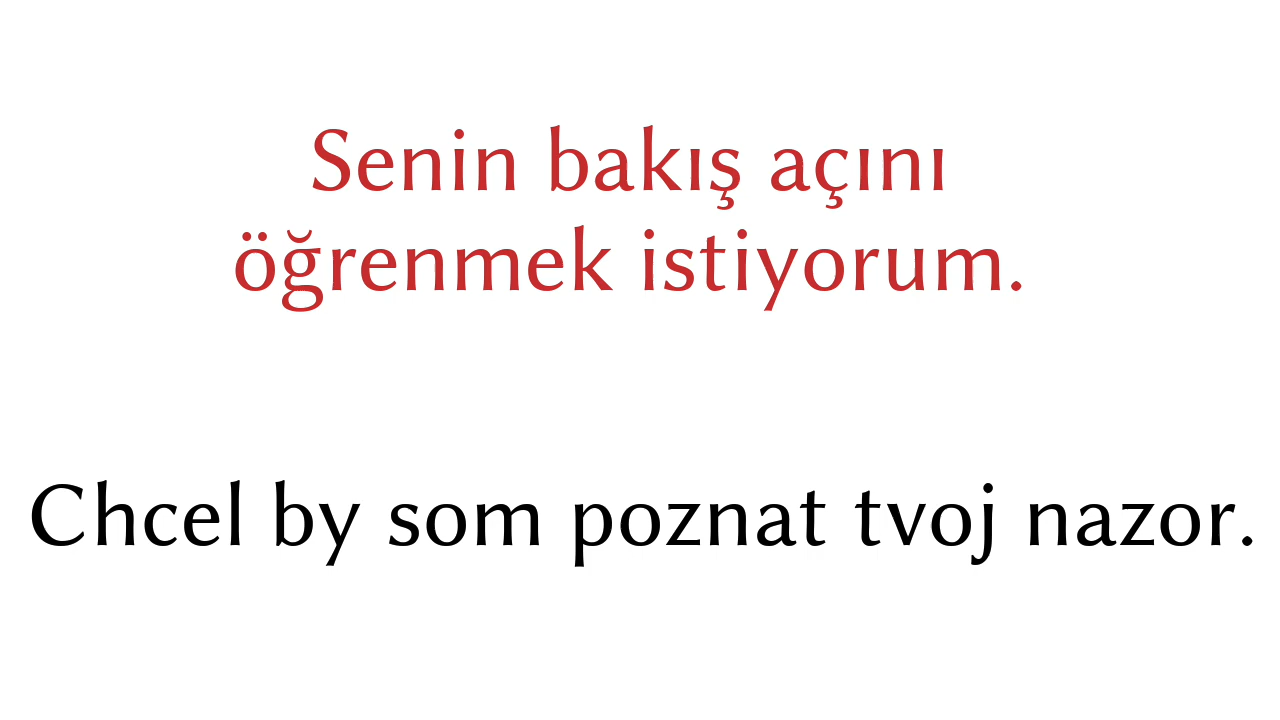 Senin bakış açını
öğrenmek istiyorum.
Chcel by som poznat tvoj nazor.